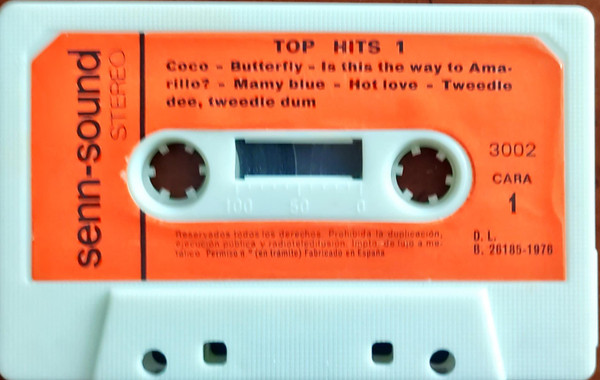 TOP HITS 1
Coco - Butterfly - Is this the way to Ama-
rillo? - Mamy blue - Hot love - Tweedle
dee, tweedle dum
senn-sound
STEREO
3002
CARA
1
100 50 0
Reservados todos los derechos. Prohibida la duplicación,
ejecución pública y radioteledifusión. Impto. de lujo a me-
tálico. Permiso n.º (en trámite) Fabricado en España
D. L.
B. 26185-1976